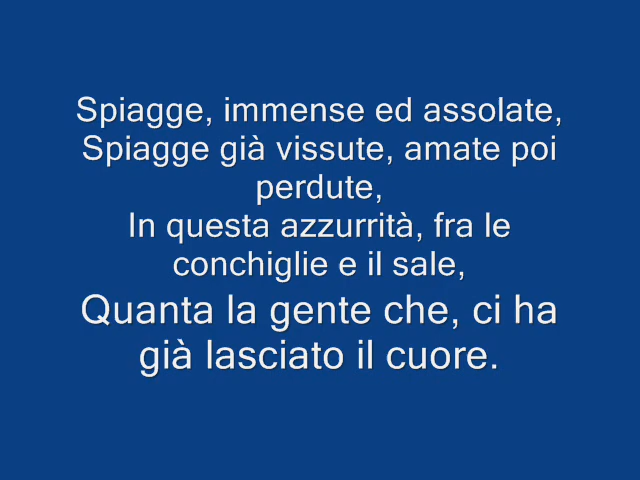 Spiagge, immense ed assolate,
Spiagge già vissute, amate poi
perdute,
In questa azzurrità, fra le
conchiglie e il sale,
Quanta la gente che, ci ha
già lasciato il cuore.